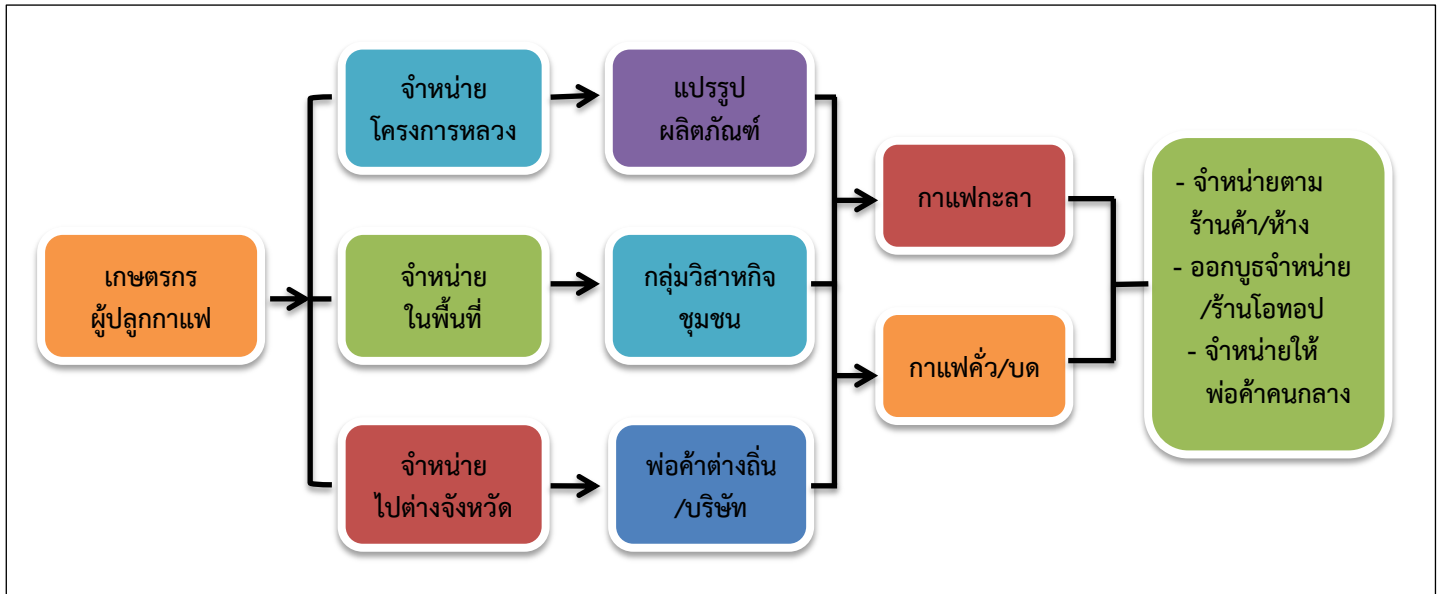 เกษตรกร
ผู้ปลูกกาแฟ
จำหน่าย
โครงการหลวง
แปรรูป
ผลิตภัณฑ์
จำหน่าย
ในพื้นที่
กลุ่มวิสาหกิจ
ชุมชน
จำหน่าย
ไปต่างจังหวัด
พ่อค้าต่างถิ่น
/บริษัท
กาแฟกะลา
กาแฟคั่ว/บด
- จำหน่ายตาม
ร้านค้า/ห้าง
- ออกบูธจำหน่าย
/ร้านโอทอป
- จำหน่ายให้
พ่อค้าคนกลาง